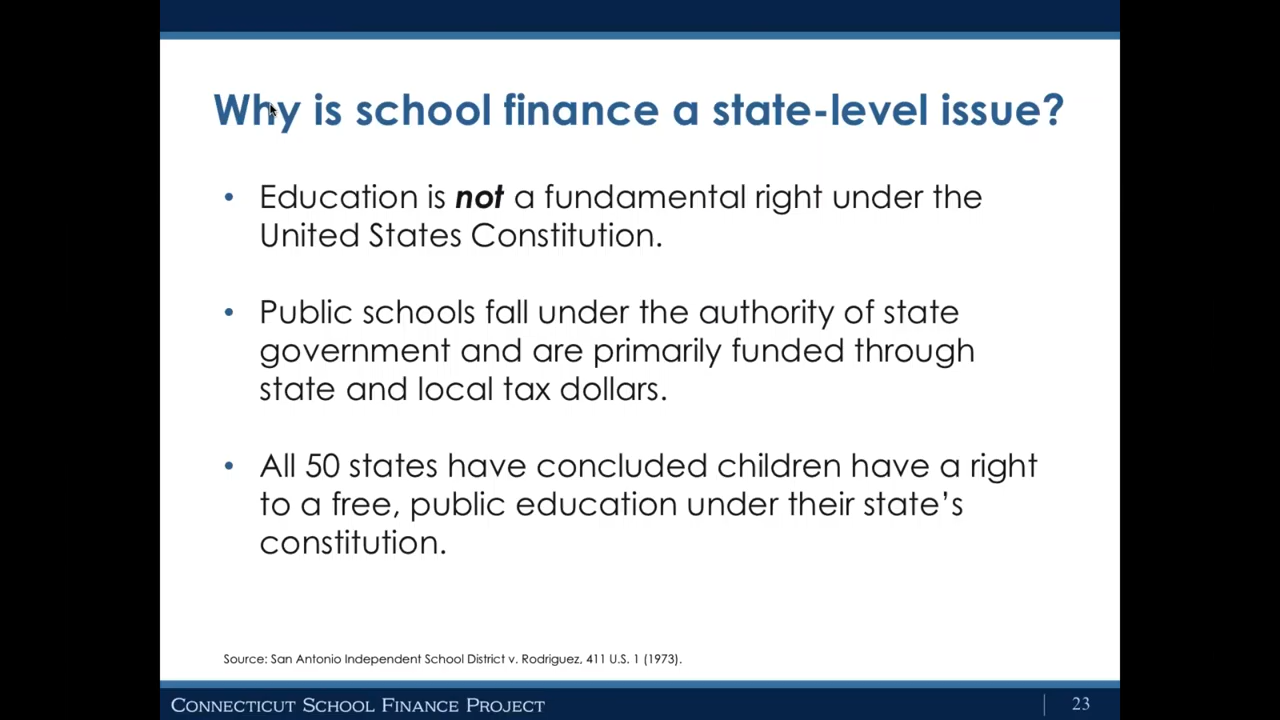 Why is school finance a state-level issue?
• Education is not a fundamental right under the
United States Constitution.
• Public schools fall under the authority of state
government and are primarily funded through
state and local tax dollars.
• All 50 states have concluded children have a right
to a free, public education under their state’s
constitution.
Source: San Antonio Independent School District v. Rodriguez, 411 U.S. 1 (1973).
CONNECTICUT SCHOOL FINANCE PROJECT | 23